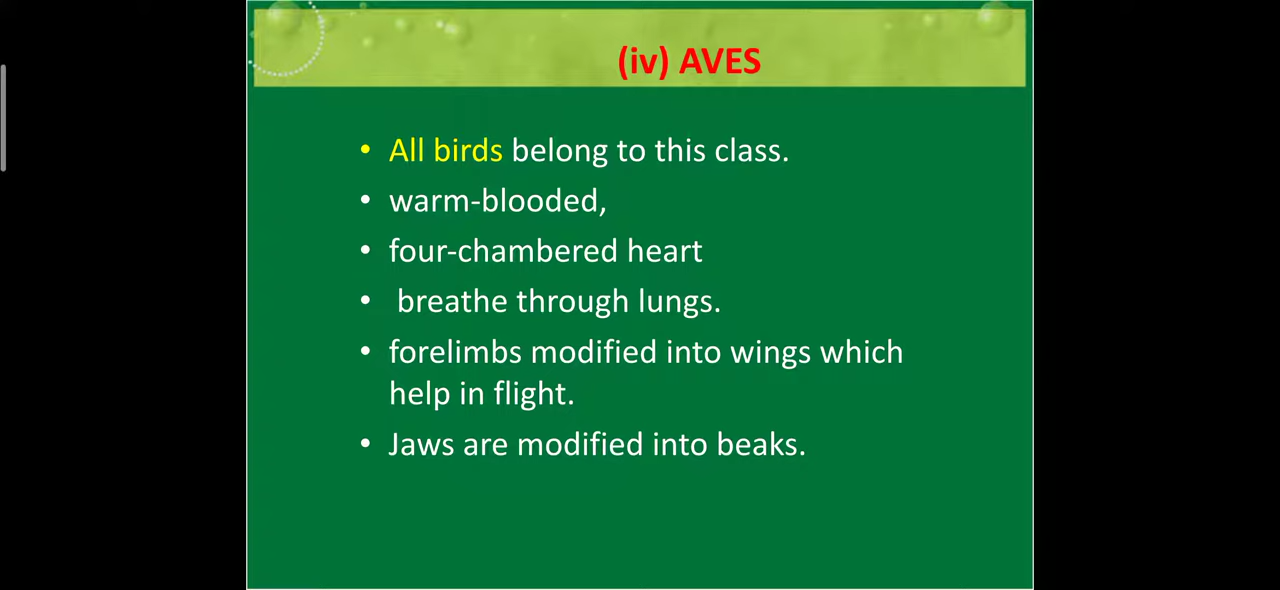 (iv) AVES
• All birds belong to this class.
• warm-blooded,
• four-chambered heart
• breathe through lungs.
• forelimbs modified into wings which
help in flight.
• Jaws are modified into beaks.